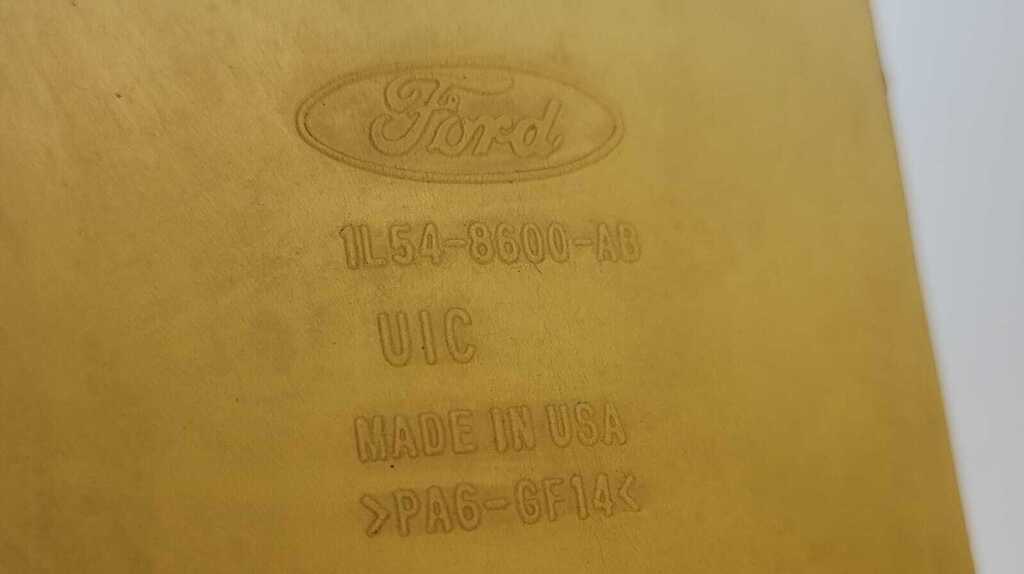 Ford
1L54-8600-AB
UIC
MADE IN USA
>PA6-GF14<